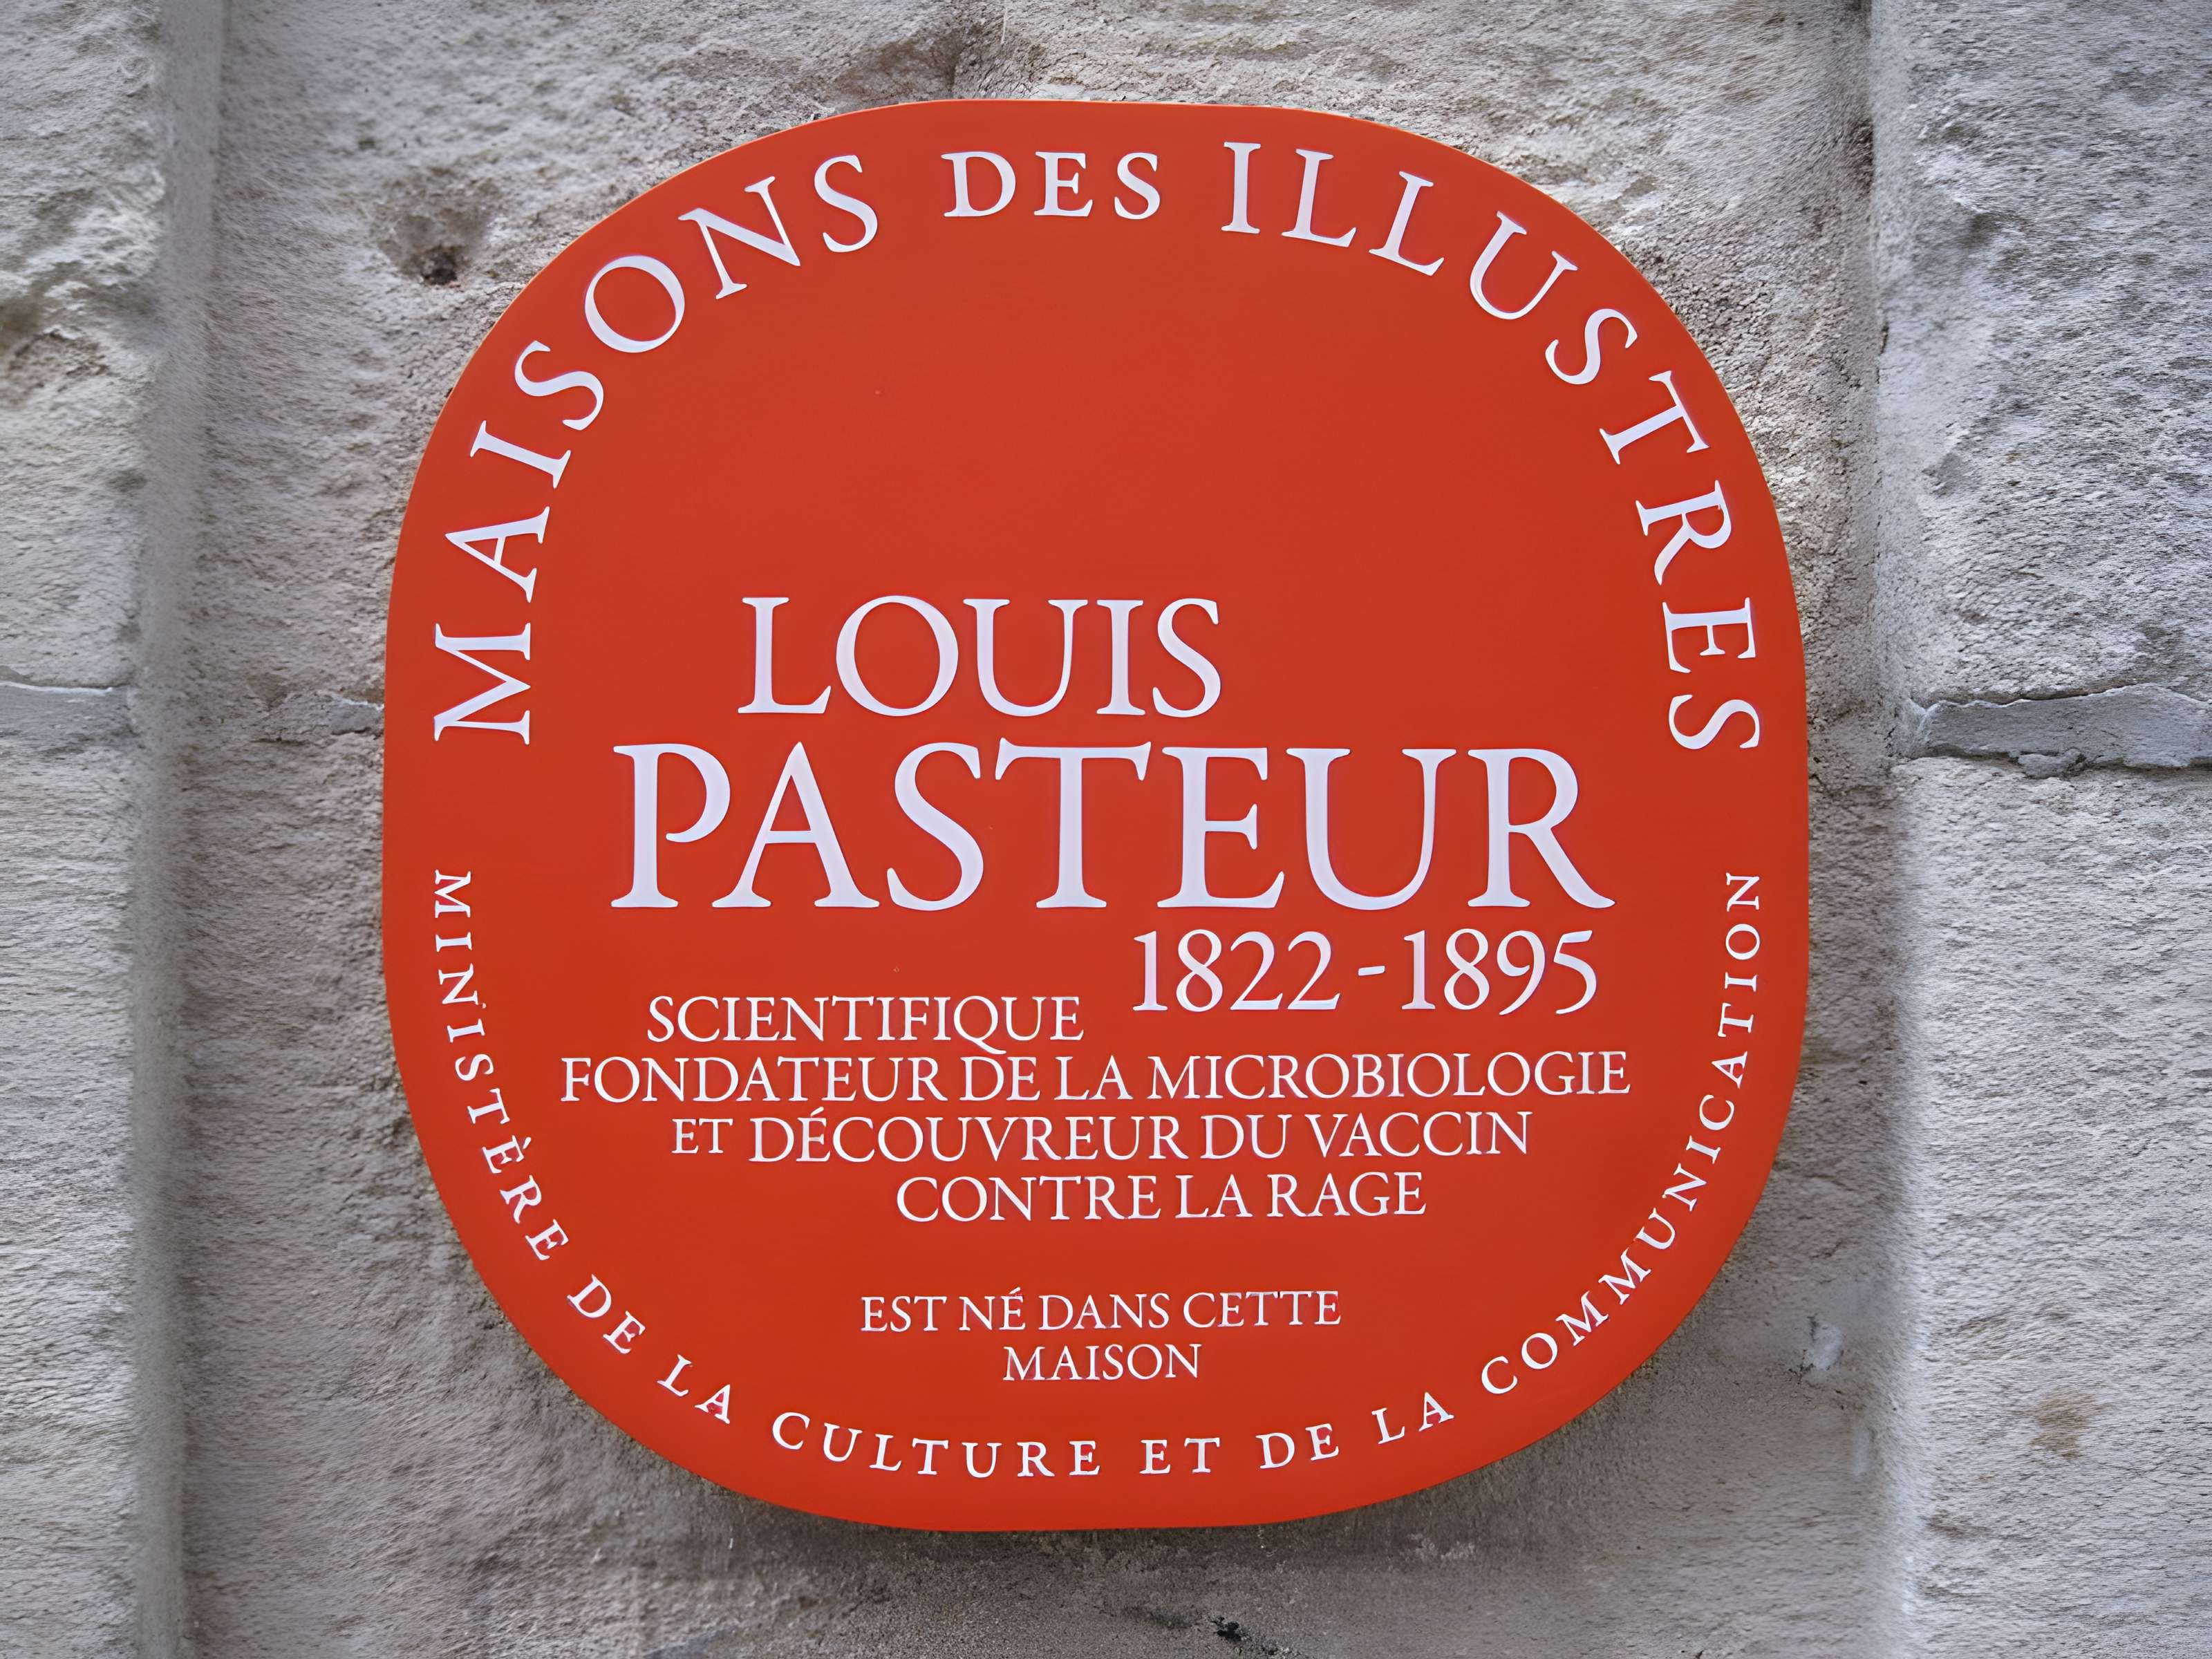 MAISONS DES ILLUSTRES
LOUIS
PASTEUR
1822-1895
SCIENTIFIQUE
FONDATEUR DE LA MICROBIOLOGIE
ET DÉCOUVREUR DU VACCIN
CONTRE LA RAGE
EST NÉ DANS CETTE
MAISON
MINISTÈRE DE LA CULTURE ET DE LA COMMUNICATION